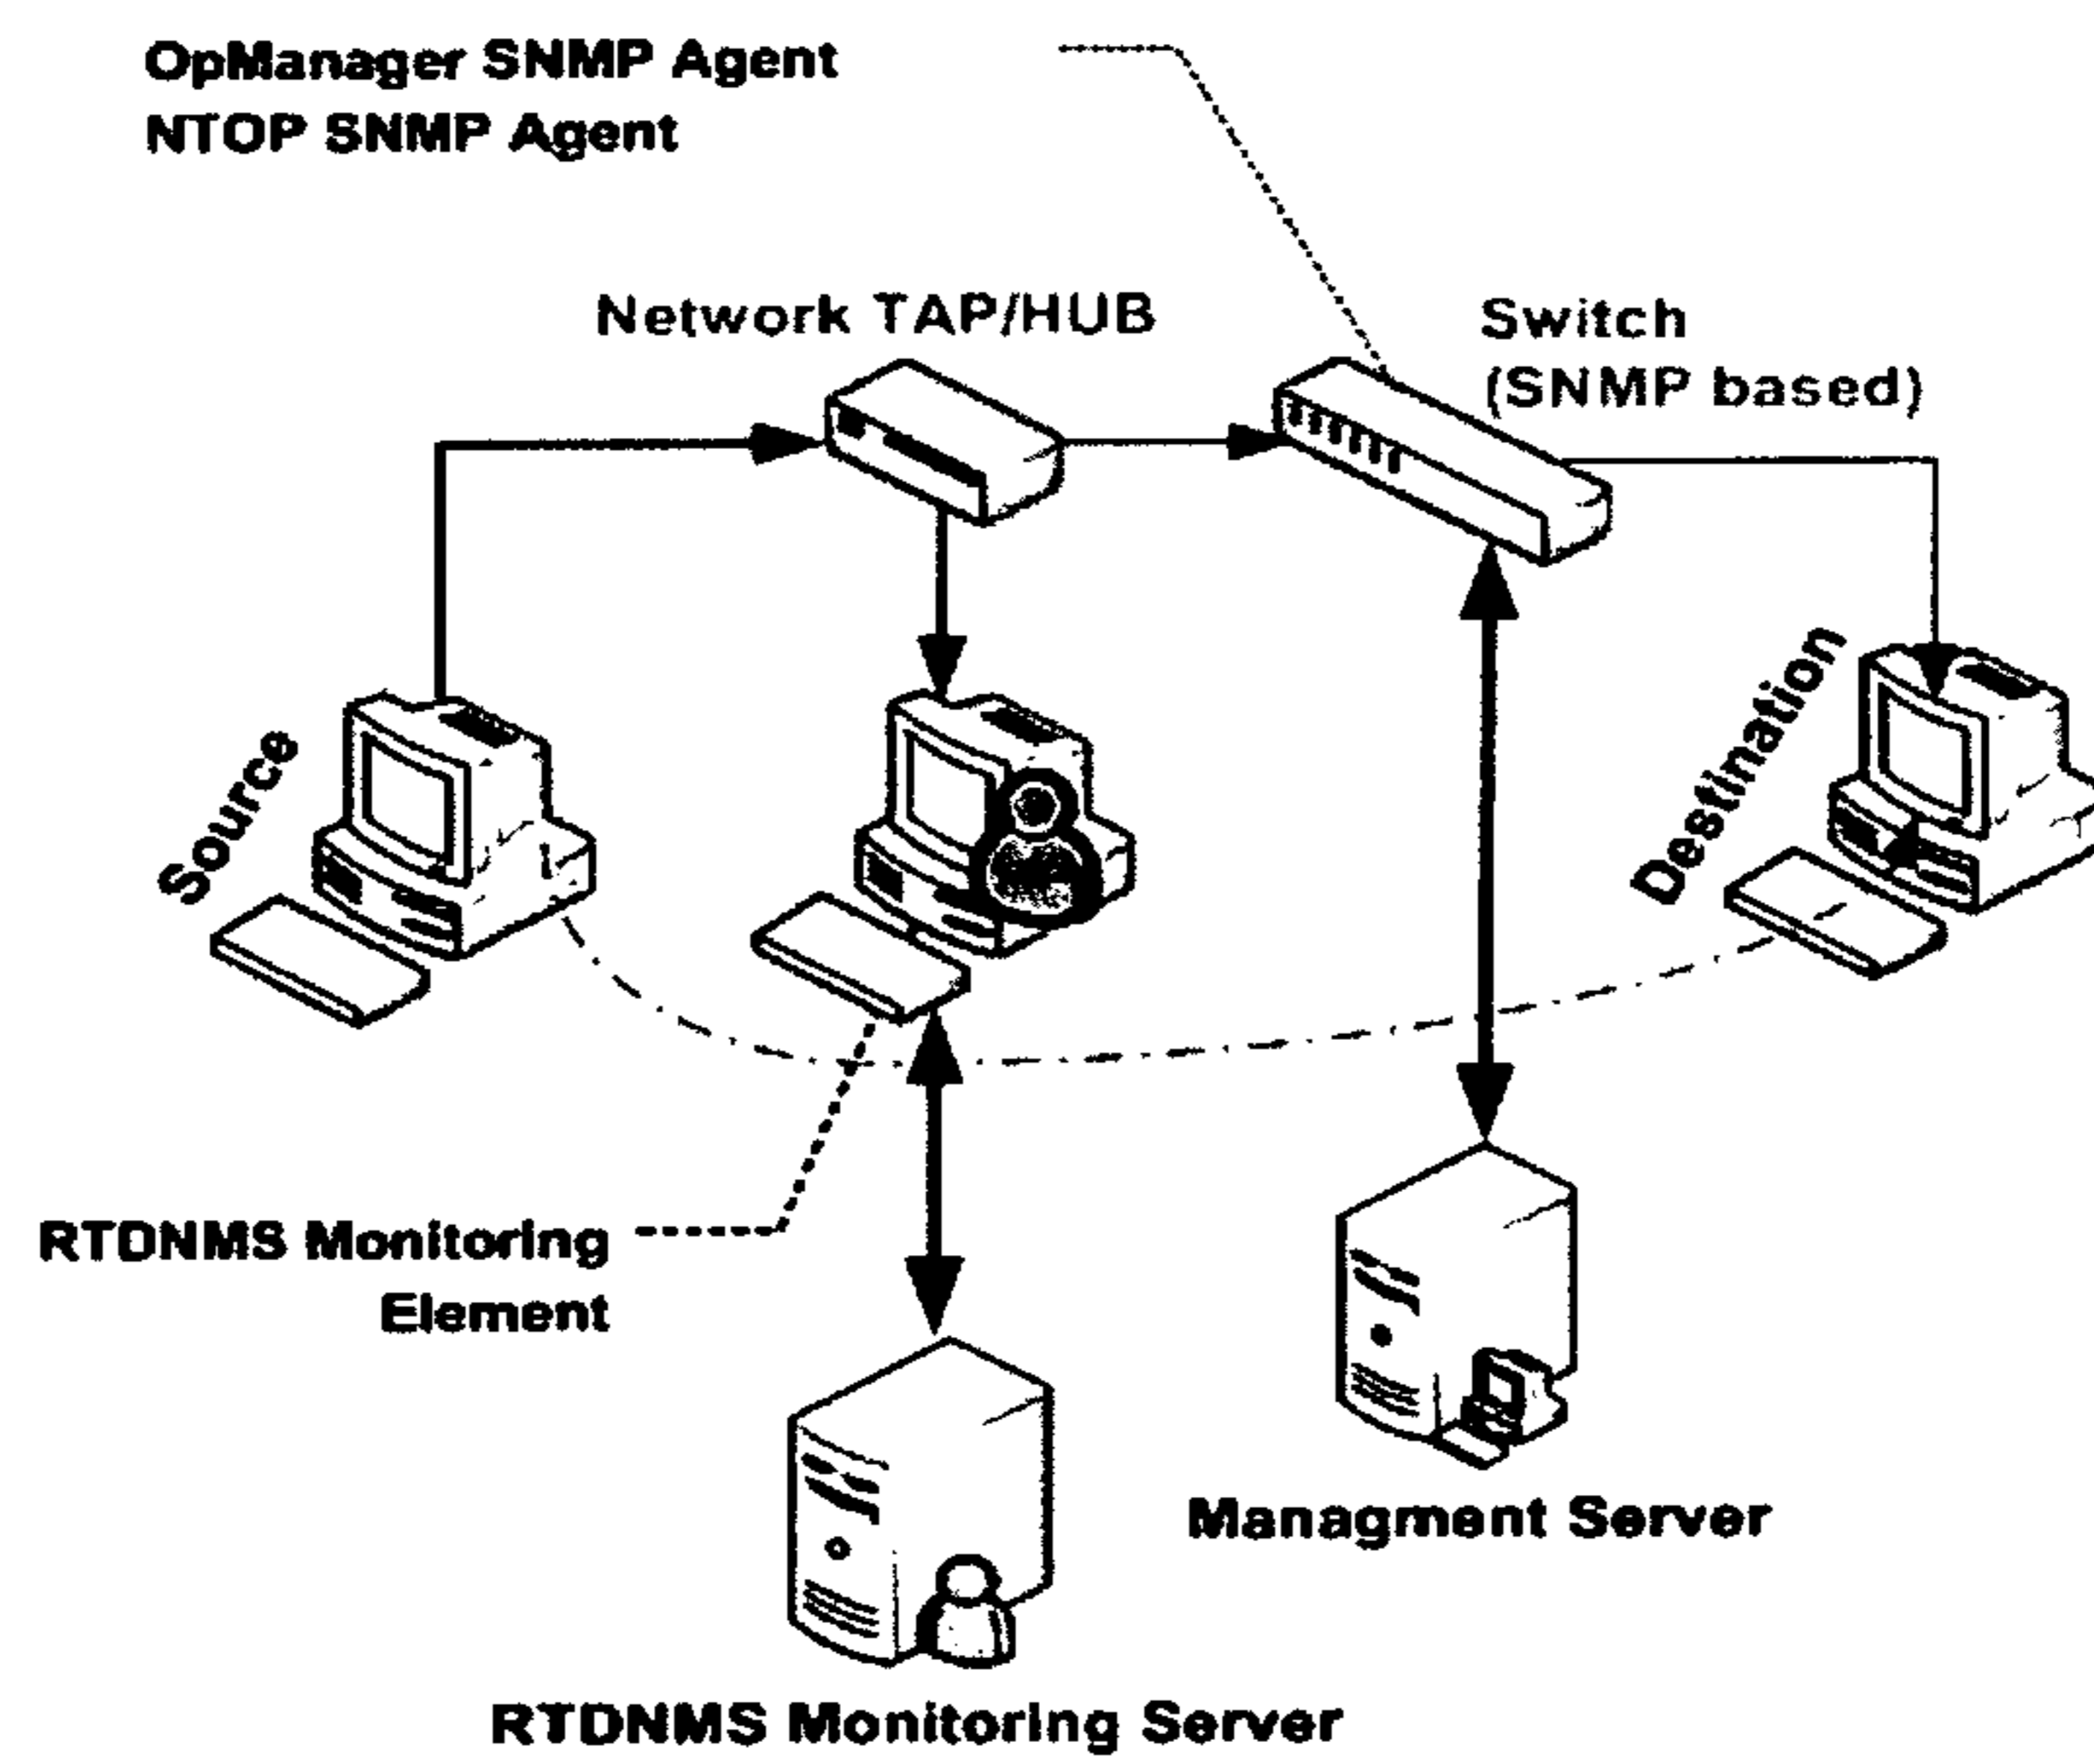 OpManager SNMP Agent
NTOP SNMP Agent
Network TAP/HUB
Switch
(SNMP based)
Source
Destination
RTDNMS Monitoring
Element
Managment Server
RTDNMS Monitoring Server